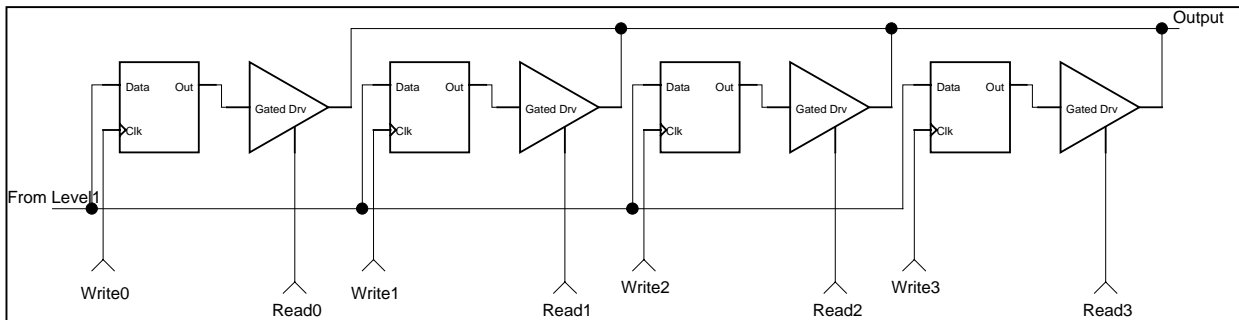 Output
Data Out
Gated Drv
Data Out
Gated Drv
Data Out
Gated Drv
Data Out
Gated Drv
Clk
Clk
Clk
Clk
From Level1
Write0
Read0
Write1
Read1
Write2
Read2
Write3
Read3